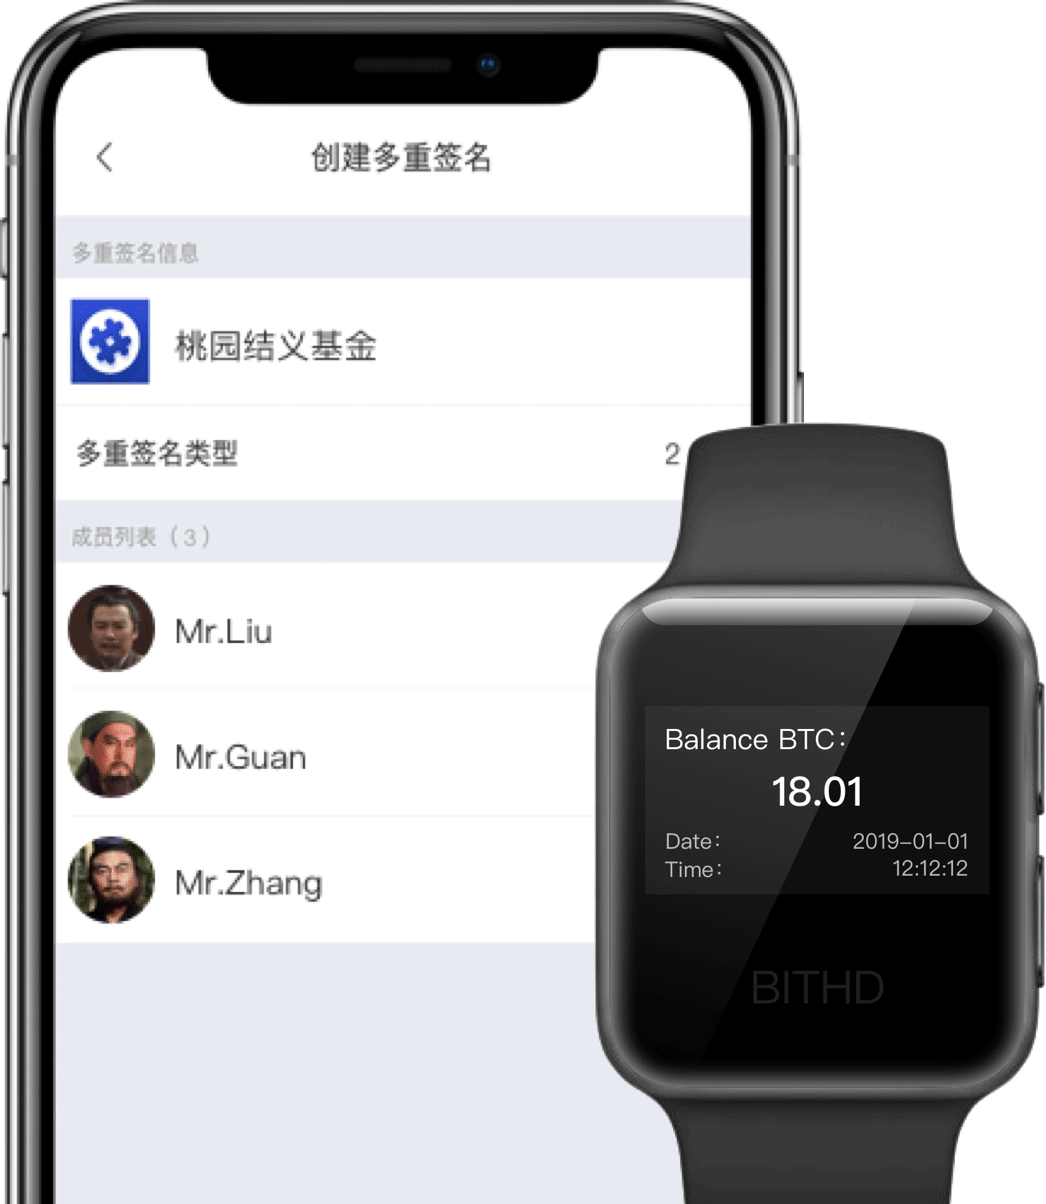 创建多重签名
多重签名信息
桃园结义基金
多重签名类型
2
成员列表（3）
Mr.Liu
Mr.Guan
Mr.Zhang
Balance BTC:
18.01
Date: 2019-01-01
Time: 12:12:12
BITHD